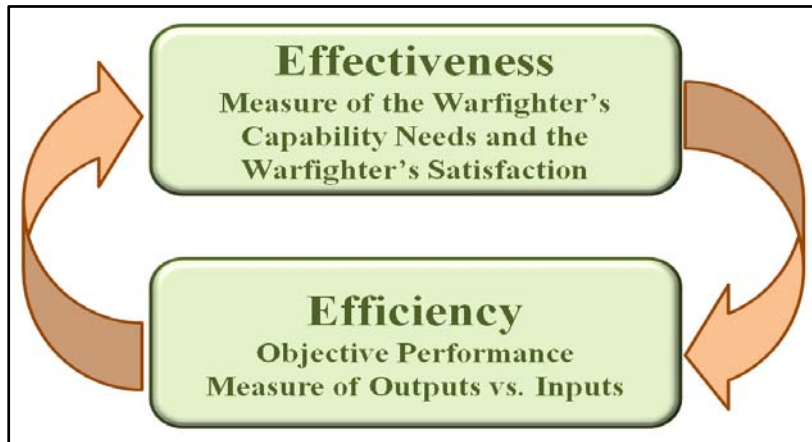 Effectiveness
Measure of the Warfighter's
Capability Needs and the
Warfighter's Satisfaction
Efficiency
Objective Performance
Measure of Outputs vs. Inputs